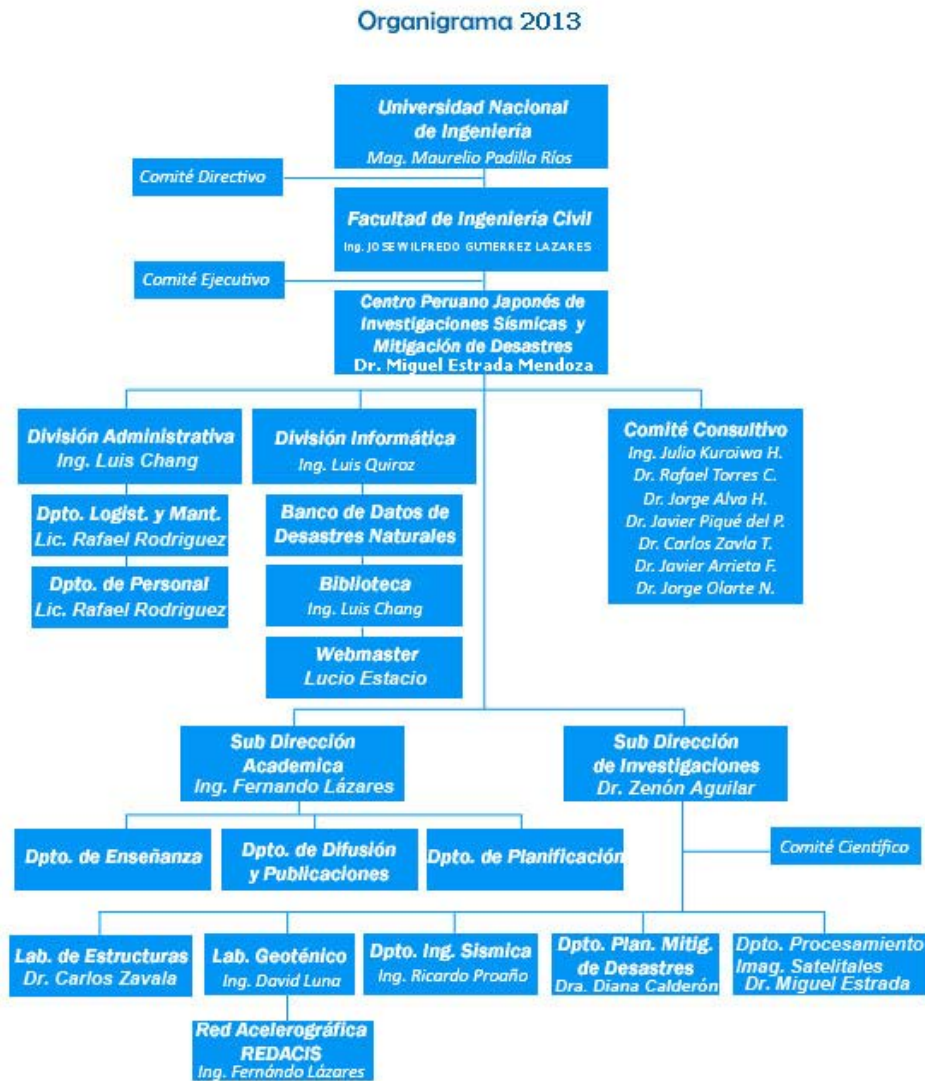 Organigrama 2013
Universidad Nacional
de Ingeniería
Mag. Maurelio Padilla Ríos
Comité Directivo
Facultad de Ingeniería Civil
Ing. JOSE WILFREDO GUTIERREZ LAZARES
Comité Ejecutivo
Centro Peruano Japonés de
Investigaciones Sísmicas y
Mitigación de Desastres
Dr. Miguel Estrada Mendoza
División Administrativa
Ing. Luis Chang
Dpto. Logist. y Mant.
Lic. Rafael Rodriguez
Dpto. de Personal
Lic. Rafael Rodriguez
División Informática
Ing. Luis Quiroz
Banco de Datos de
Desastres Naturales
Biblioteca
Ing. Luis Chang
Webmaster
Lucio Estacio
Comité Consultivo
Ing. Julio Kuroiwa H.
Dr. Rafael Torres C.
Dr. Jorge Alva H.
Dr. Javier Piqué del P.
Dr. Carlos Zavla T.
Dr. Javier Arrieta F.
Dr. Jorge Olarte N.
Sub Dirección
Academica
Ing. Fernando Lázares
Sub Dirección
de Investigaciones
Dr. Zenón Aguilar
Dpto. de Enseñanza
Dpto. de Difusión
y Publicaciones
Dpto. de Planificación
Comité Científico
Lab. de Estructuras
Dr. Carlos Zavala
Lab. Geoténico
Ing. David Luna
Dpto. Ing. Sismica
Ing. Ricardo Proaño
Dpto. Plan. Mitig.
de Desastres
Dra. Diana Calderón
Dpto. Procesamiento
Imag. Satelitales
Dr. Miguel Estrada
Red Acelerográfica
REDACIS
Ing. Fernándo Lázares